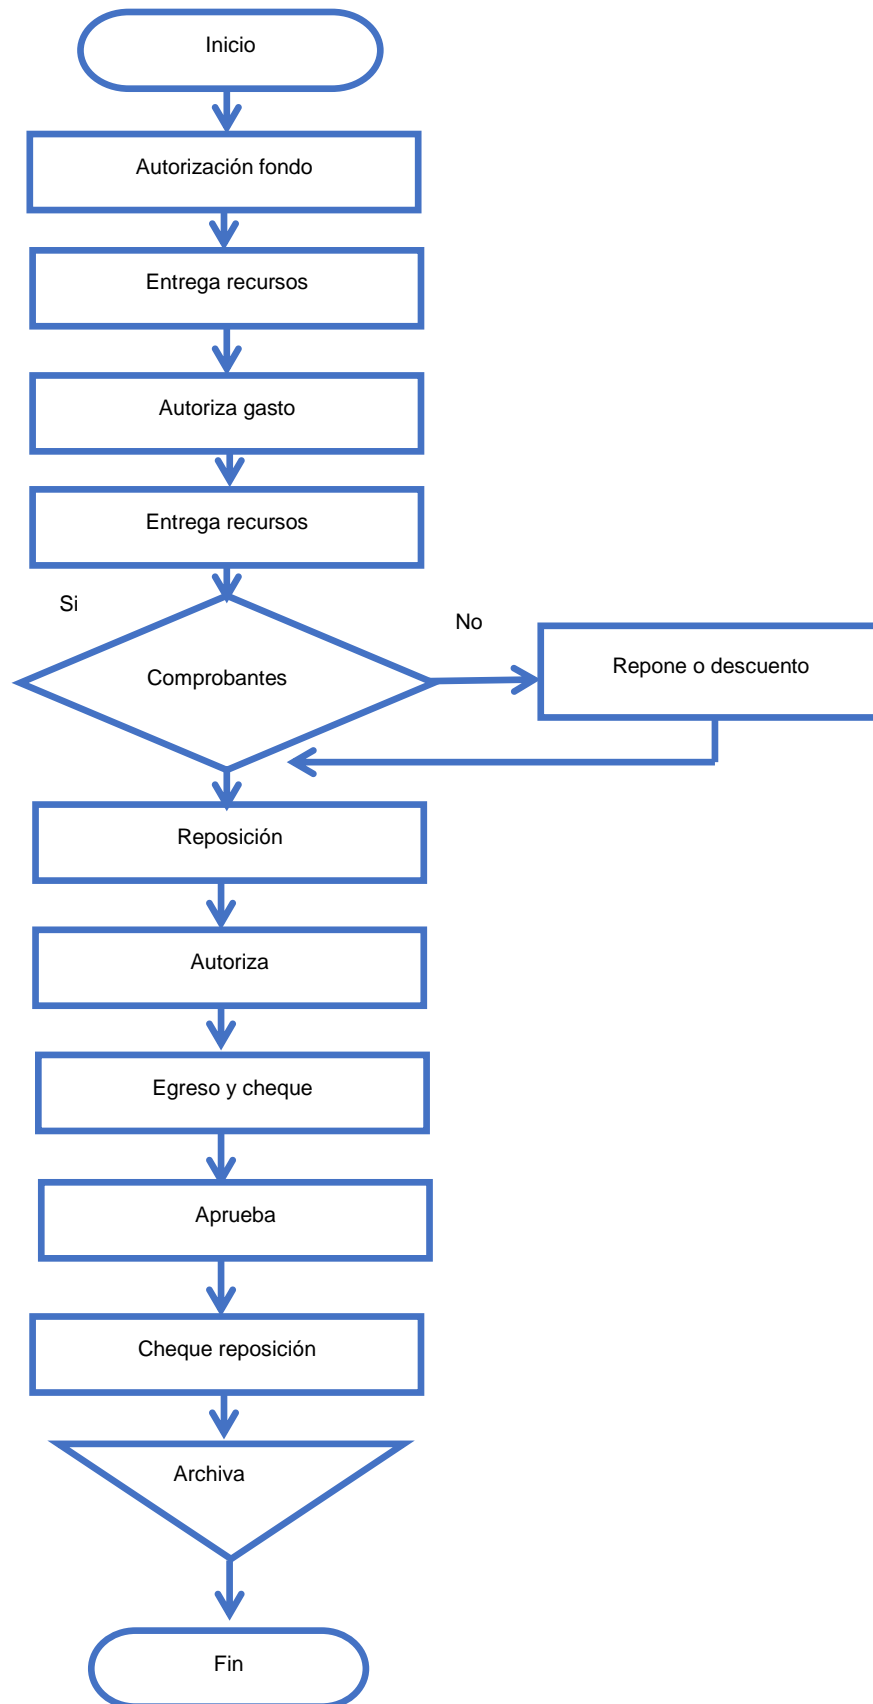 Inicio
Autorización fondo
Entrega recursos
Autoriza gasto
Entrega recursos
Si
No
Comprobantes
Repone o descuento
Reposición
Autoriza
Egreso y cheque
Aprueba
Cheque reposición
Archiva
Fin